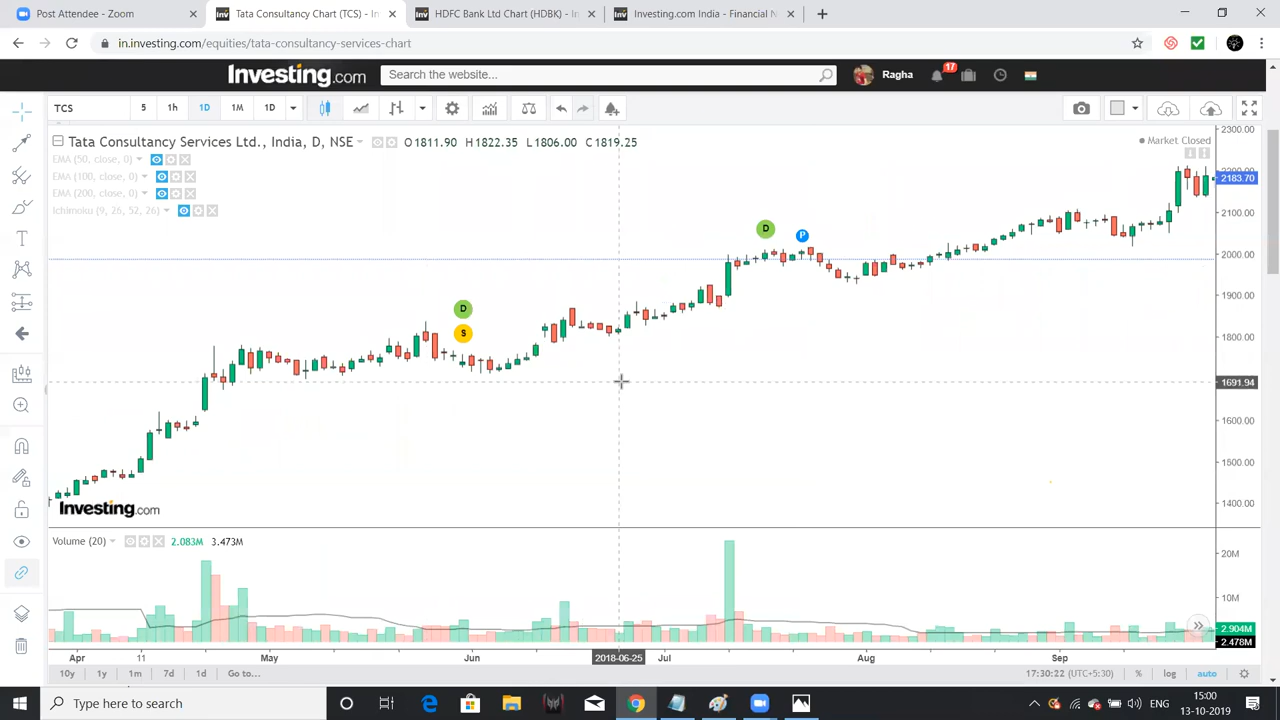 Post Attendee - Zoom
Tata Consultancy Chart (TCS) - In
HDFC Bank Ltd Chart (HDBK) - In
Investing.com India - Financial N
in.investing.com/equities/tata-consultancy-services-chart
Investing.com
Search the website...
Ragha
17
TCS
5
1h
1D
1M
1D
Tata Consultancy Services Ltd., India, D, NSE
O1811.90 H1822.35 L1806.00 C1819.25
Market Closed
EMA (50, close, 0)
EMA (100, close, 0)
EMA (200, close, 0)
Ichimoku (9, 26, 52, 26)
D
P
D
S
2300.00
2183.70
2100.00
2000.00
1900.00
1800.00
1691.94
1600.00
1500.00
1400.00
Investing.com
Volume (20)
2.083M
3.473M
20M
10M
2.904M
2.478M
Apr
11
May
Jun
2018-06-25
Jul
Aug
Sep
10y
1y
1m
7d
1d
Go to...
17:30:22 (UTC+5:30)
%
log
auto
Type here to search
ENG
15:00
13-10-2019